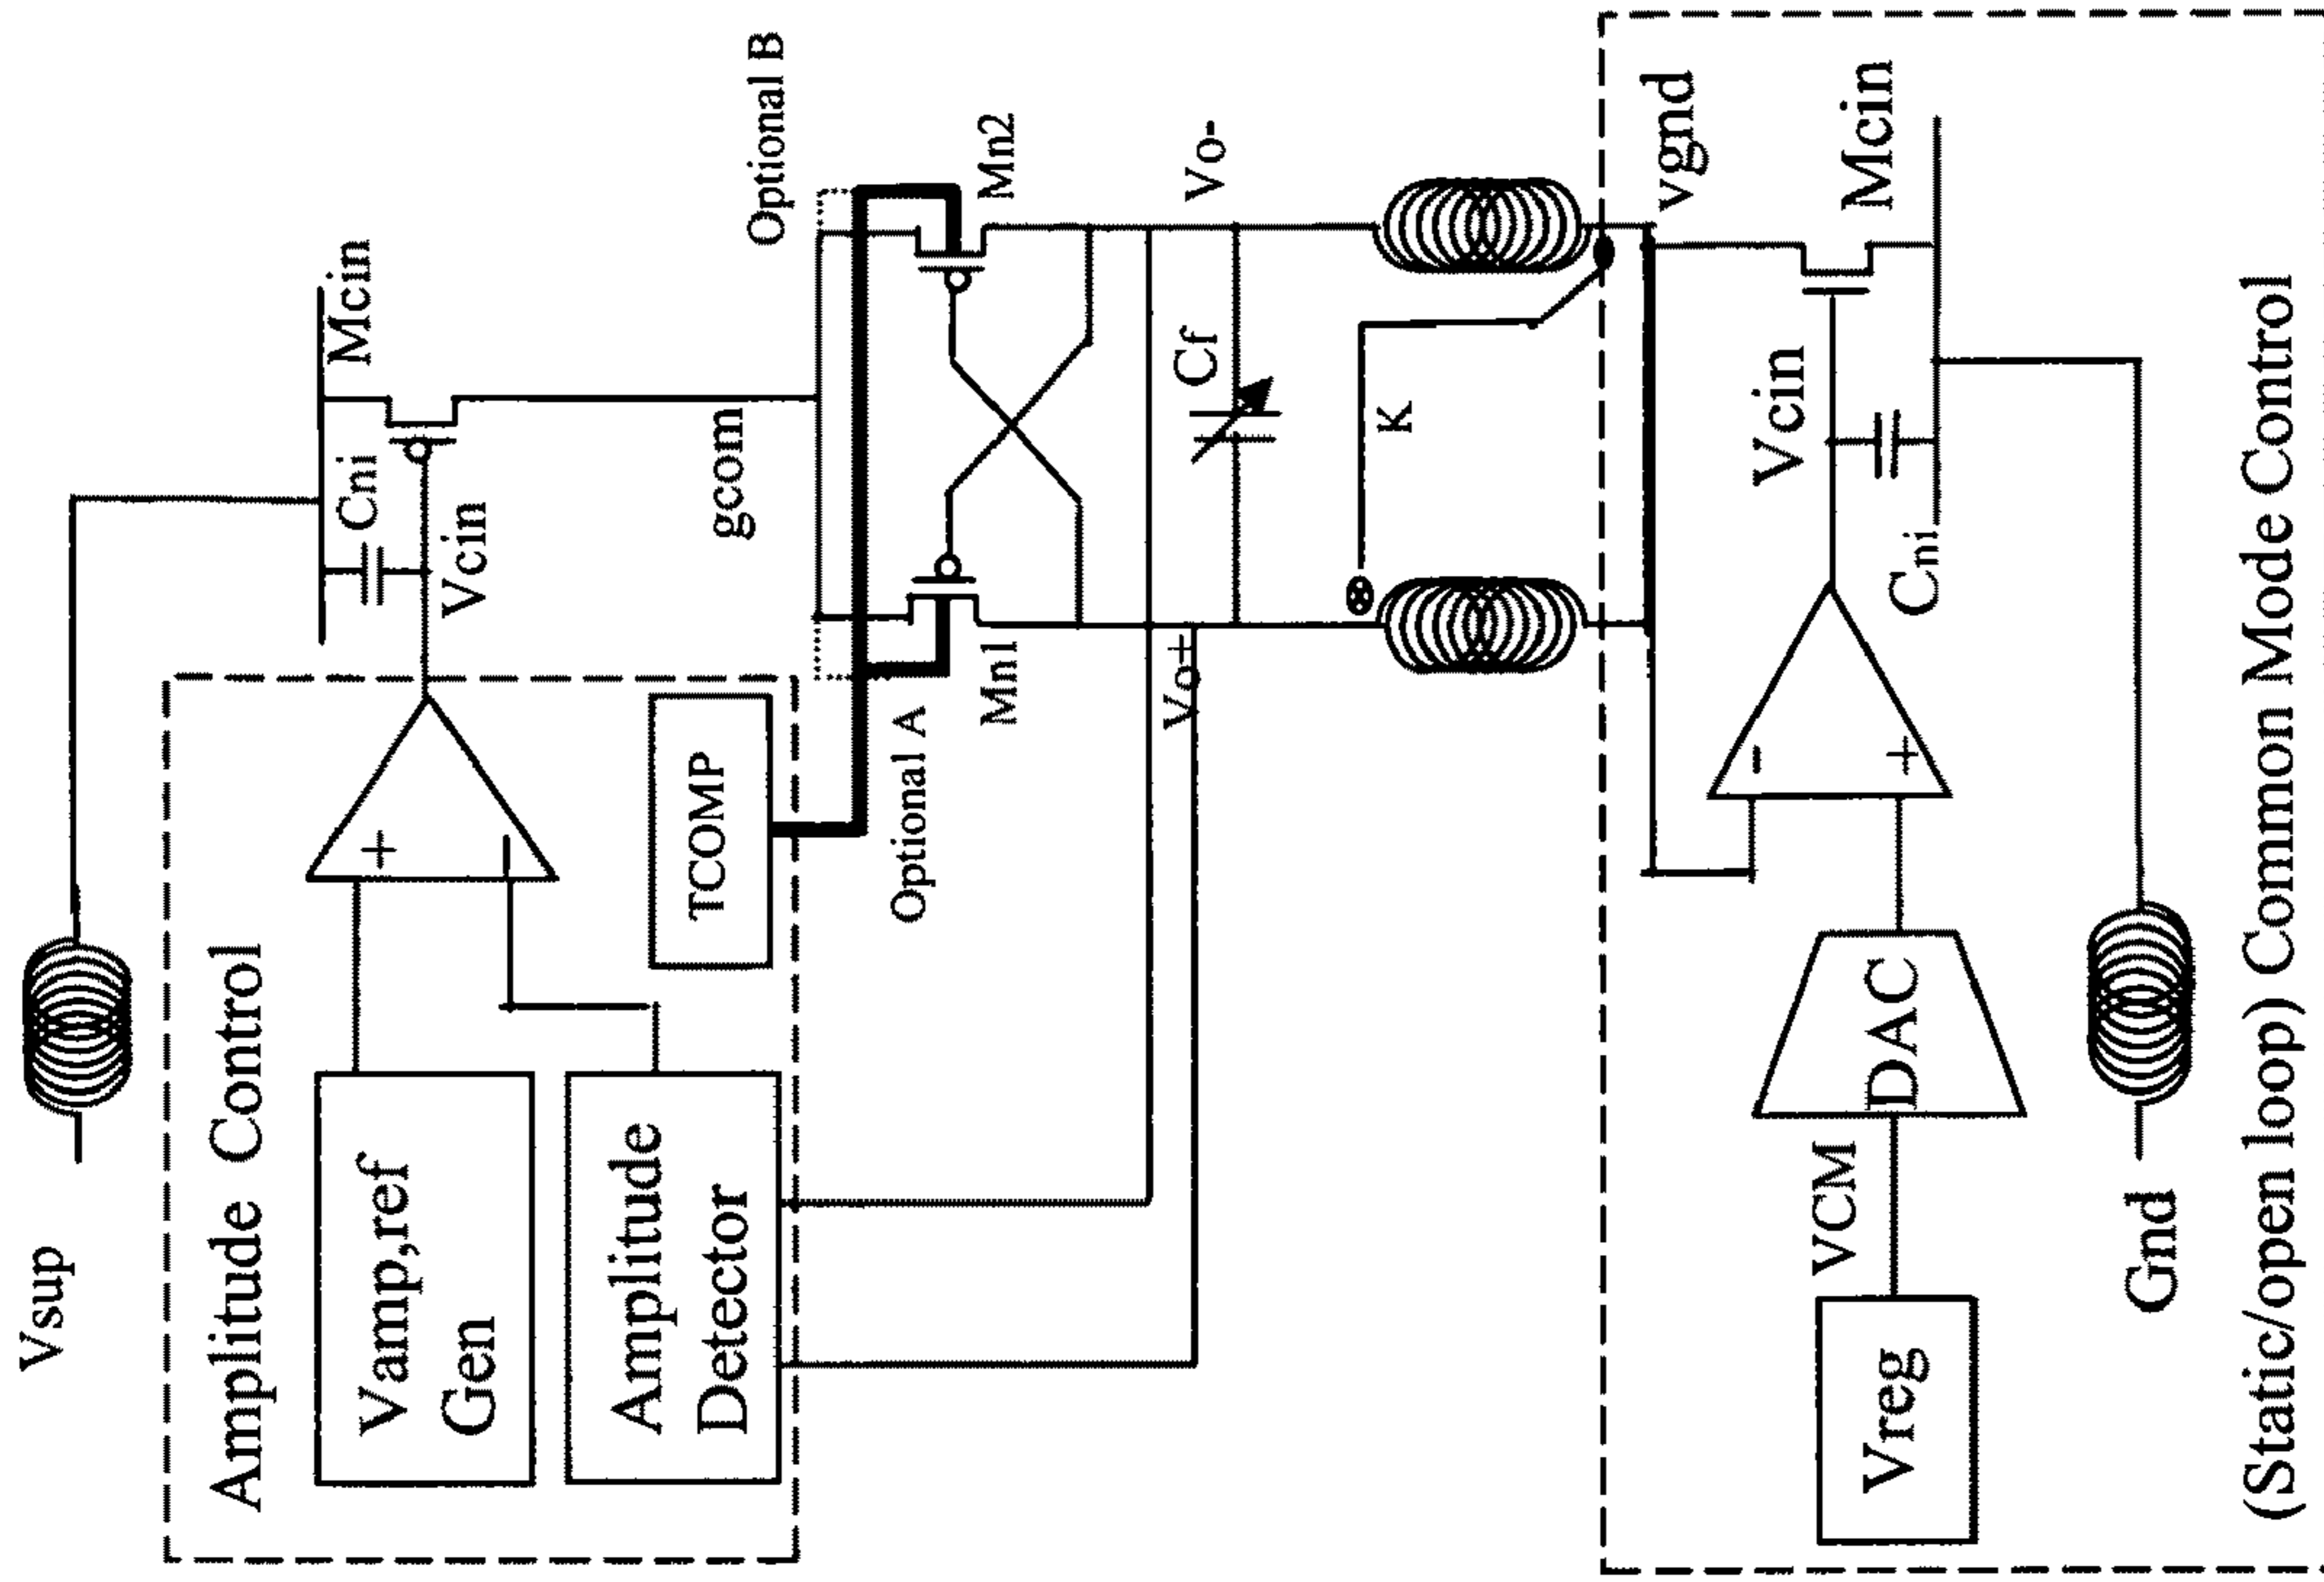 Vsup
Amplitude Control
Vamp,ref
Gen
Amplitude
Detector
+
−
TCOMP
Cni
Mcin
Vcin
gcom
Optional A
Optional B
Mn1
Mn2
Vo+
Vo-
Cf
K
vgnd
Vreg
VCM
DAC
-
+
Vcin
Cni
Mcin
Gnd
(Static/open loop) Common Mode Control